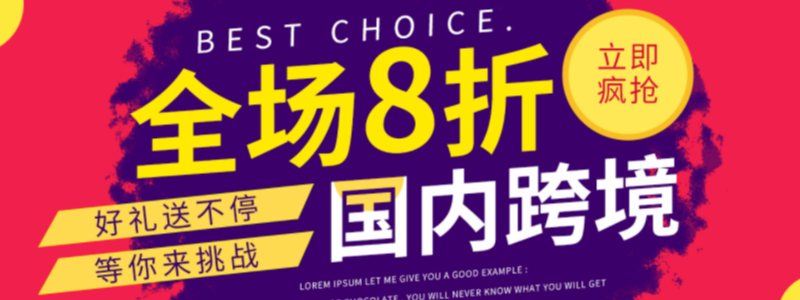 BEST CHOICE.
全场8折
立即
疯抢
好礼送不停
等你来挑战
国内跨境
LOREM IPSUM LET ME GIVE YOU A GOOD EXAMPLE :
CHOCOLATE , YOU WILL NEVER KNOW WHAT YOU WILL GET